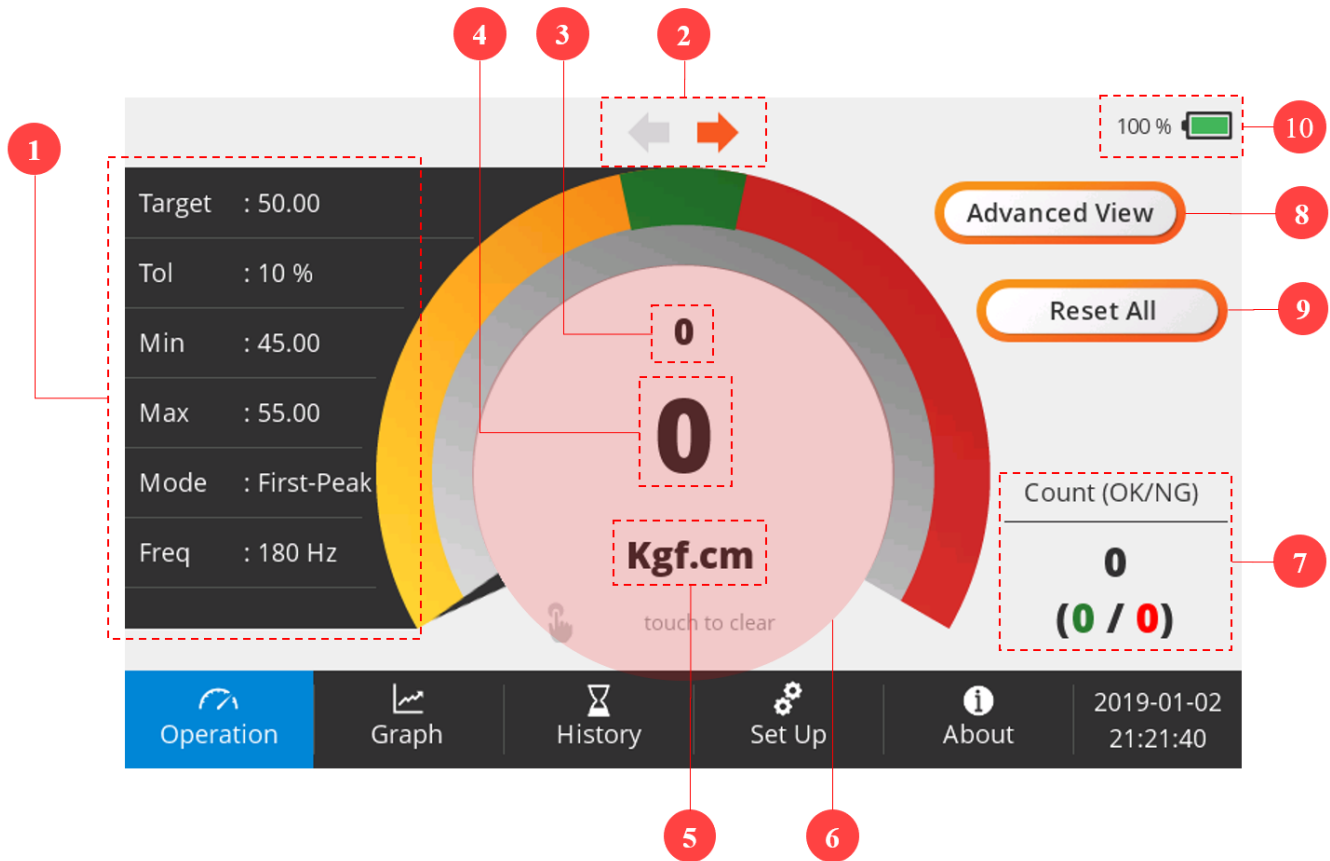 4
3
2
10
100 %
1
Target : 50.00
Tol : 10 %
Min : 45.00
Max : 55.00
Mode : First-Peak
Freq : 180 Hz
Advanced View
8
Reset All
9
0
0
Kgf.cm
touch to clear
Count (OK/NG)
0
(0 / 0)
7
Operation
Graph
History
Set Up
About
2019-01-02
21:21:40
5
6